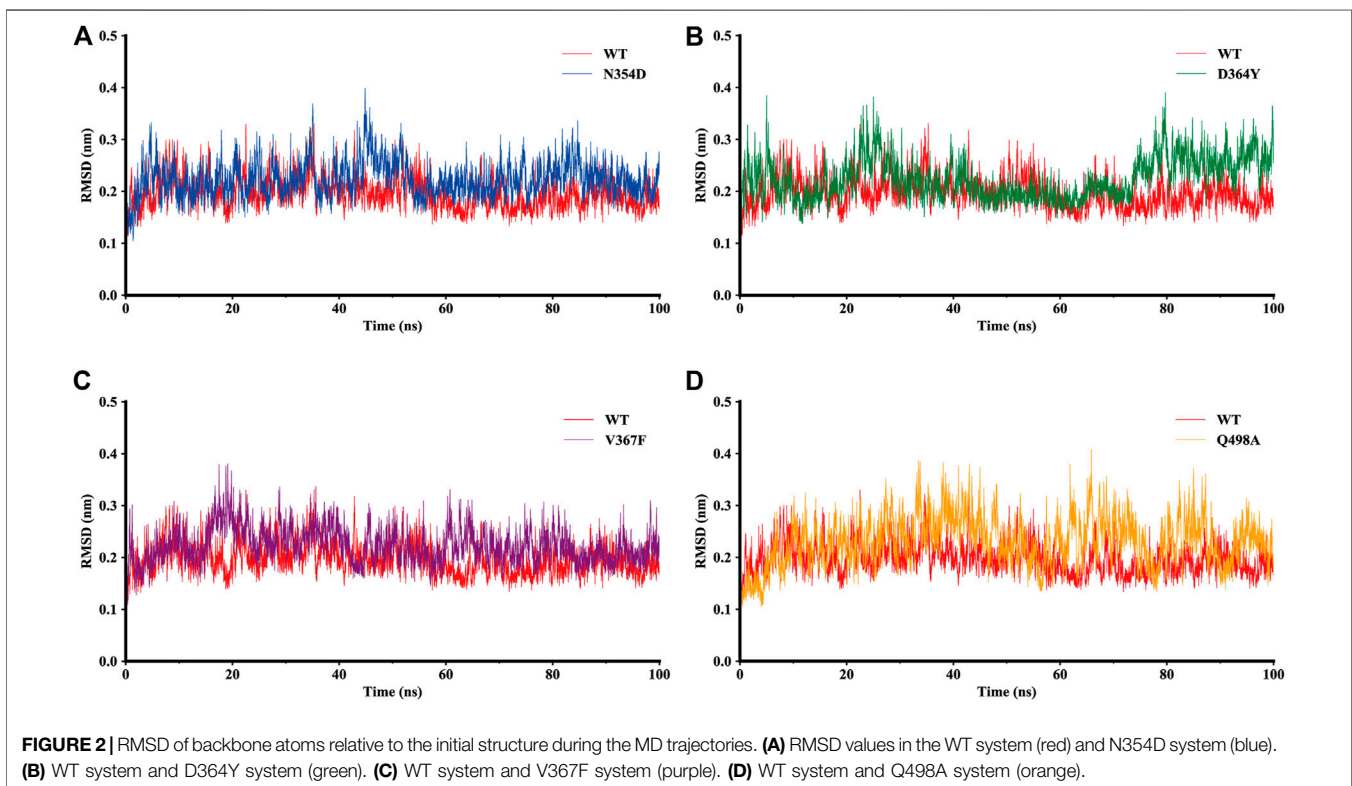 A
0.5
0.4
0.3
0.2
0.1
0.0
RMSD (nm)
WT
N354D
0
20
40
60
80
100
Time (ns)
B
0.5
0.4
0.3
0.2
0.1
0.0
RMSD (nm)
WT
D364Y
0
20
40
60
80
100
Time (ns)
C
0.5
0.4
0.3
0.2
0.1
0.0
RMSD (nm)
WT
V367F
0
20
40
60
80
100
Time (ns)
D
0.5
0.4
0.3
0.2
0.1
0.0
RMSD (nm)
WT
Q498A
0
20
40
60
80
100
Time (ns)
FIGURE 2 | RMSD of backbone atoms relative to the initial structure during the MD trajectories. (A) RMSD values in the WT system (red) and N354D system (blue).
(B) WT system and D364Y system (green). (C) WT system and V367F system (purple). (D) WT system and Q498A system (orange).